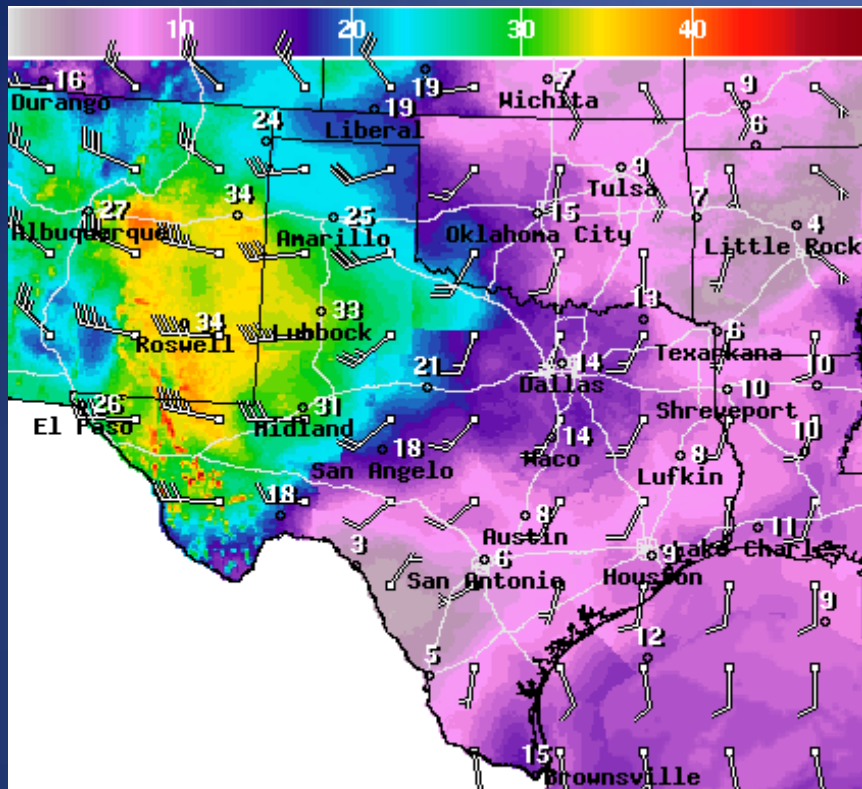 10 20 30 40
16 19 7 9
Durango Wichita
19
Liberal
24 6
9
Tulsa
34
27 25 15 7 4
Albuquerque Amarillo Oklahoma City Little Rock
33 13
34 Lubbock 6
Roswell Texarkana
14
Dallas
21 10 10
26 31 Shreveport
El Paso Midland
18 14 10
San Angelo Waco 8
Lufkin
18 8 11
Austin Lake Charles
3 6 9
San Antonio Houston
9
12
5
15
Brownsville